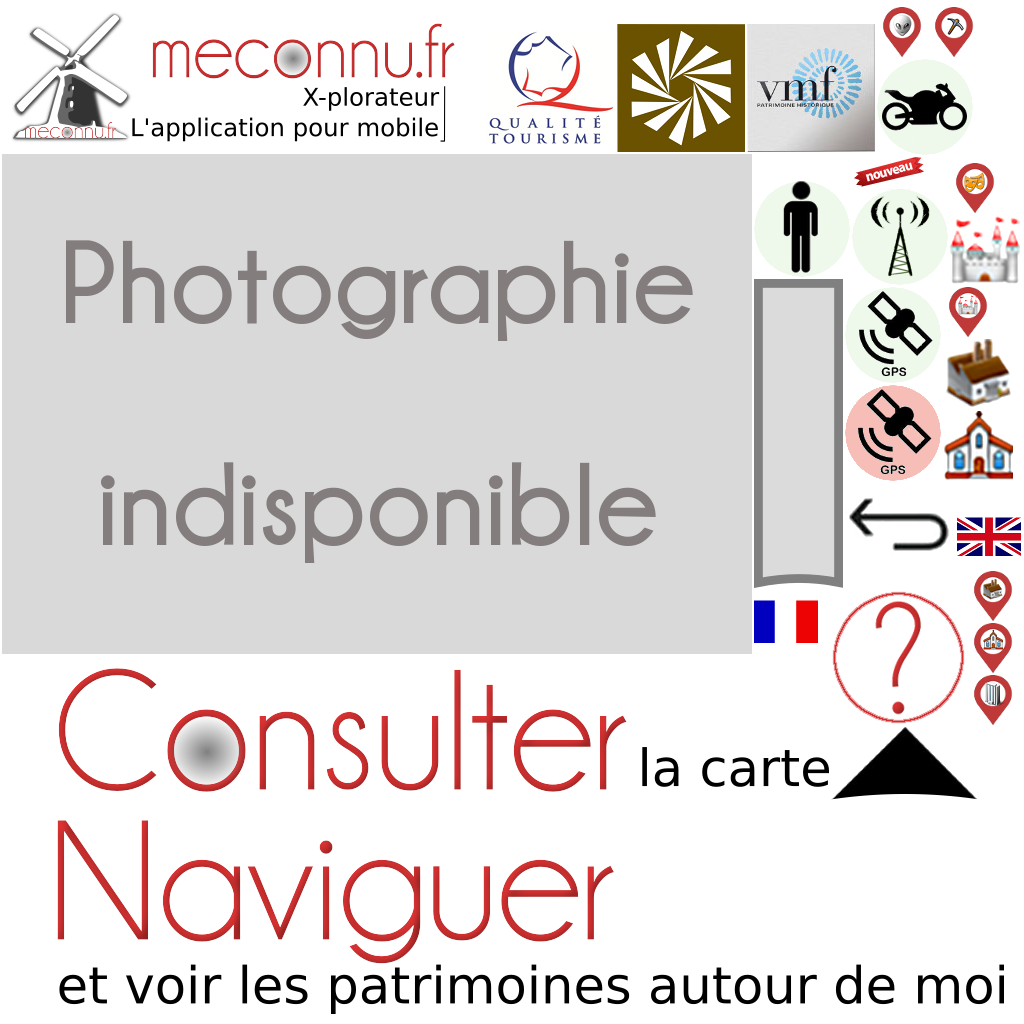 meconnu.fr
X-plorateur
L'application pour mobile
meconnu.fr
QUALITÉ
TOURISME
vmf
PATRIMOINE HISTORIQUE
nouveau
Photographie
GPS
GPS
indisponible
?
Consulter la carte
Naviguer
et voir les patrimoines autour de moi